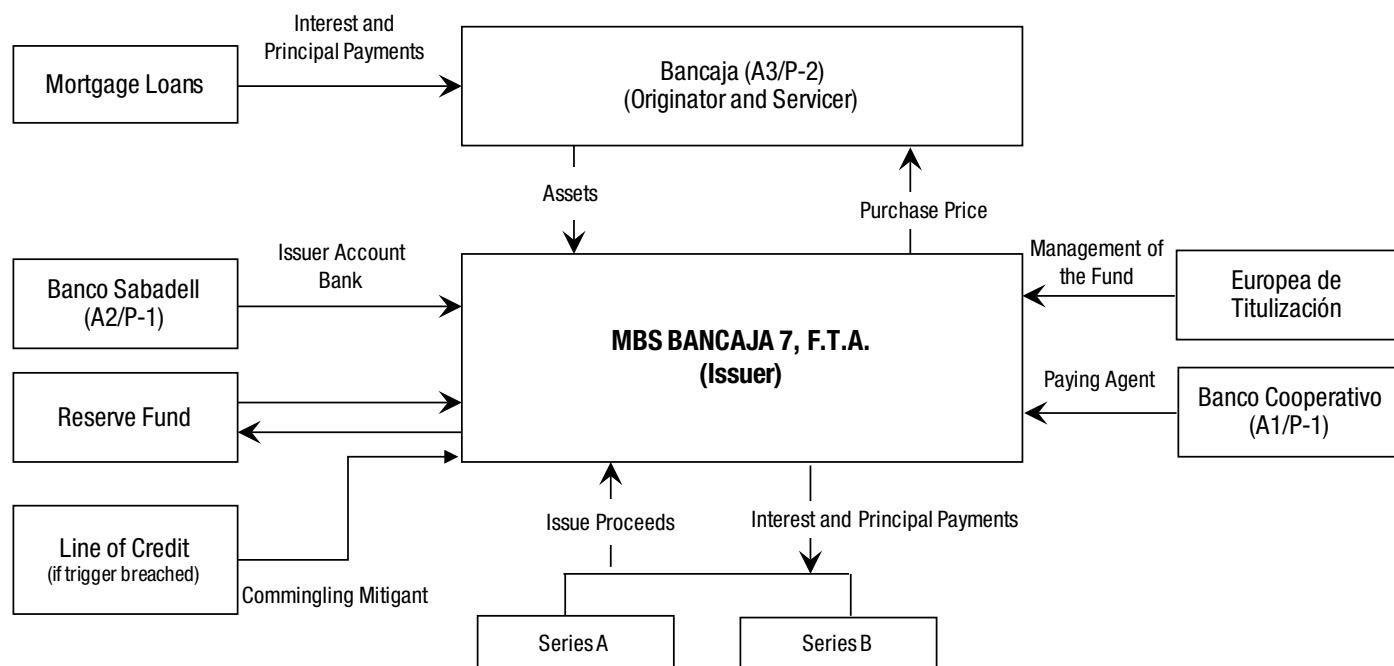 Interest and
Principal Payments
Mortgage Loans
Bancaja (A3/P-2)
(Originator and Servicer)
Assets
Purchase Price
Issuer Account
Bank
Management of
the Fund
Banco Sabadell
(A2/P-1)
Europea de
Titulización
MBS BANCAJA 7, F.T.A.
(Issuer)
Paying Agent
Reserve Fund
Banco Cooperativo
(A1/P-1)
Issue Proceeds
Interest and Principal Payments
Line of Credit
(if trigger breached)
Commingling Mitigant
Series A
Series B